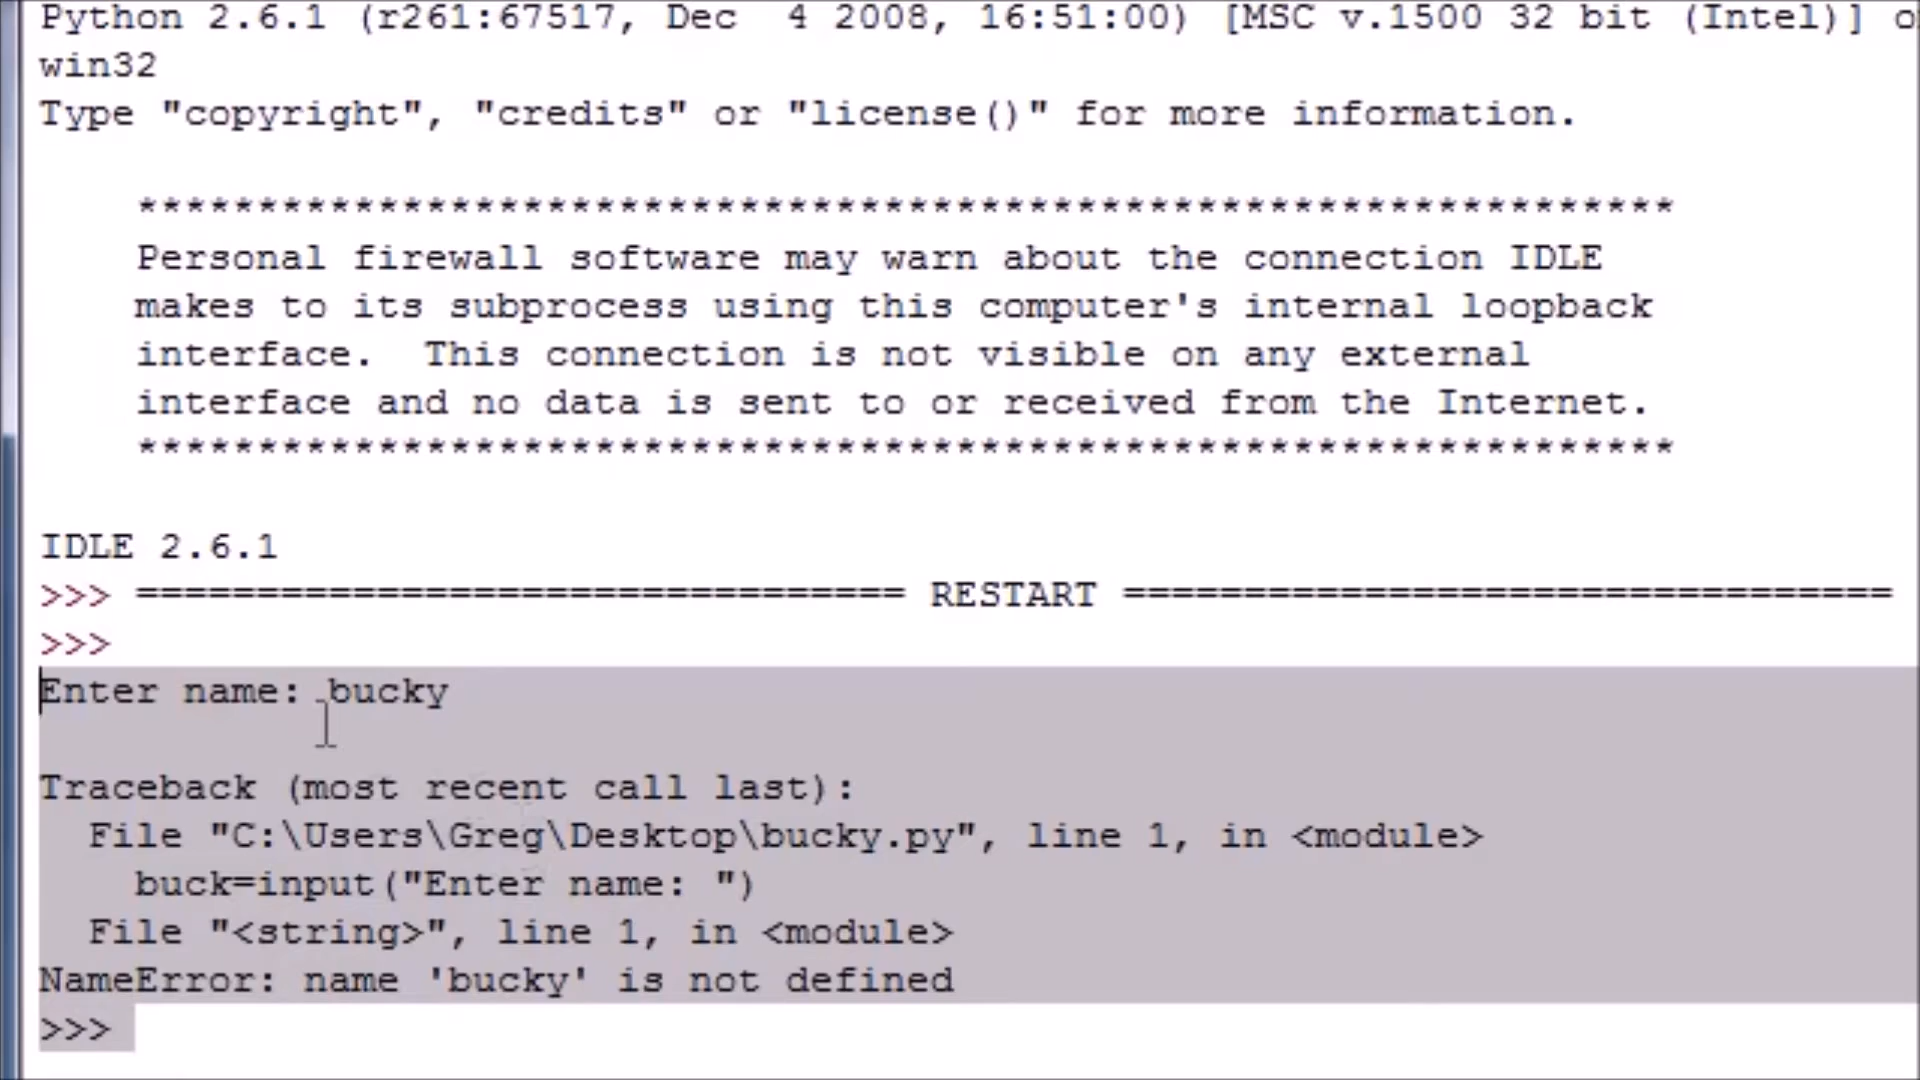 Python 2.6.1 (r261:67517, Dec  4 2008, 16:51:00) [MSC v.1500 32 bit (Intel)] o
win32
Type "copyright", "credits" or "license()" for more information.
****************************************************************
Personal firewall software may warn about the connection IDLE
makes to its subprocess using this computer's internal loopback
interface.  This connection is not visible on any external
interface and no data is sent to or received from the Internet.
****************************************************************
IDLE 2.6.1
>>> ================================ RESTART ================================
>>>
Enter name: bucky
Traceback (most recent call last):
  File "C:\Users\Greg\Desktop\bucky.py", line 1, in <module>
    buck=input("Enter name: ")
  File "<string>", line 1, in <module>
NameError: name 'bucky' is not defined
>>>